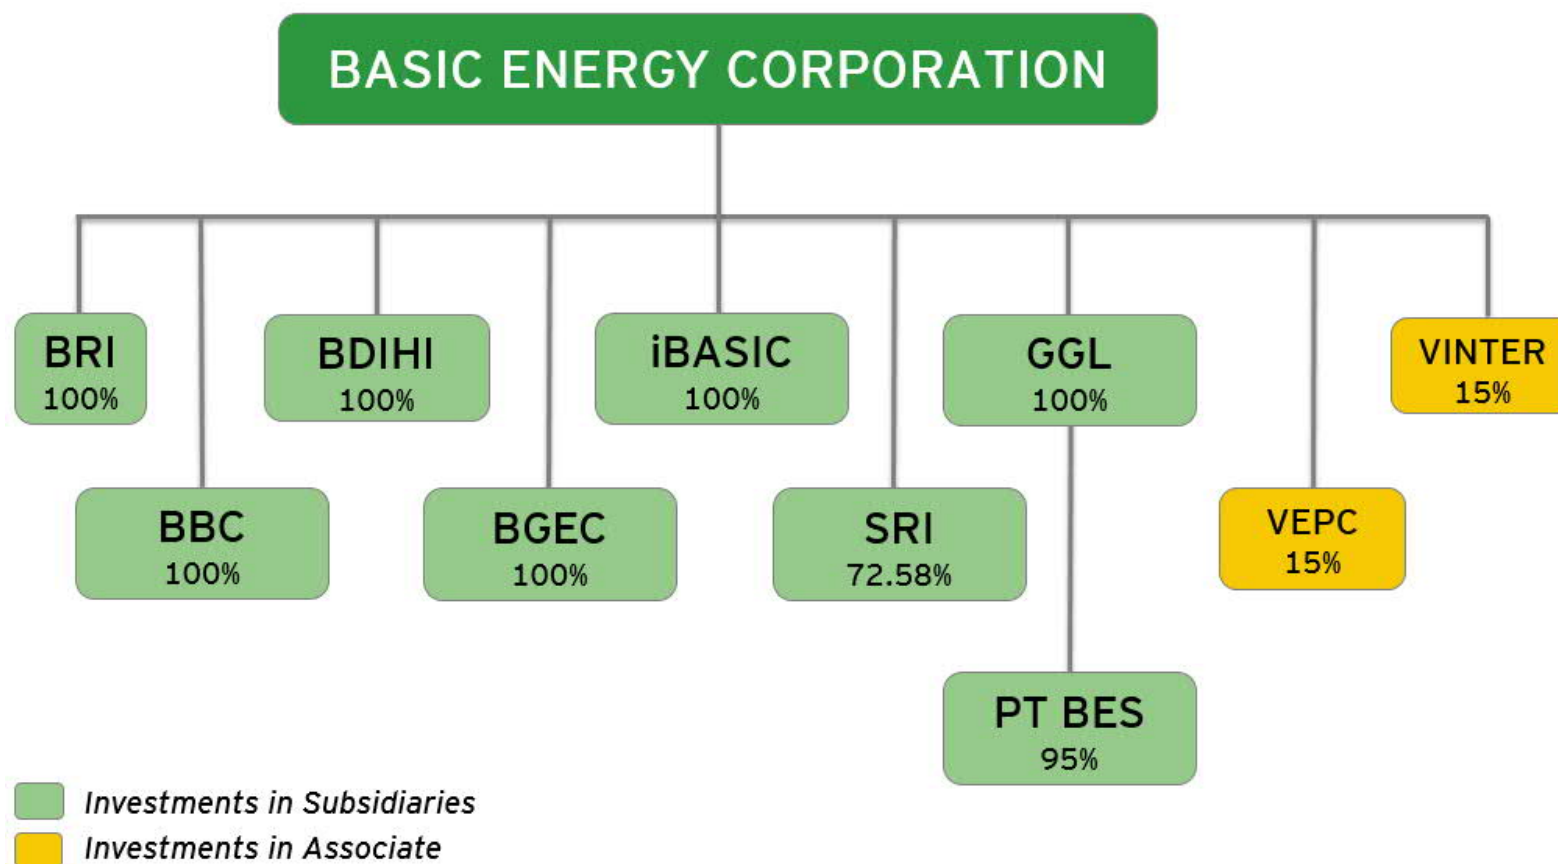 BASIC ENERGY CORPORATION
BRI
100%
BDIHI
100%
iBASIC
100%
GGL
100%
VINTER
15%
BBC
100%
BGEC
100%
SRI
72.58%
VEPC
15%
PT BES
95%
Investments in Subsidiaries
Investments in Associate